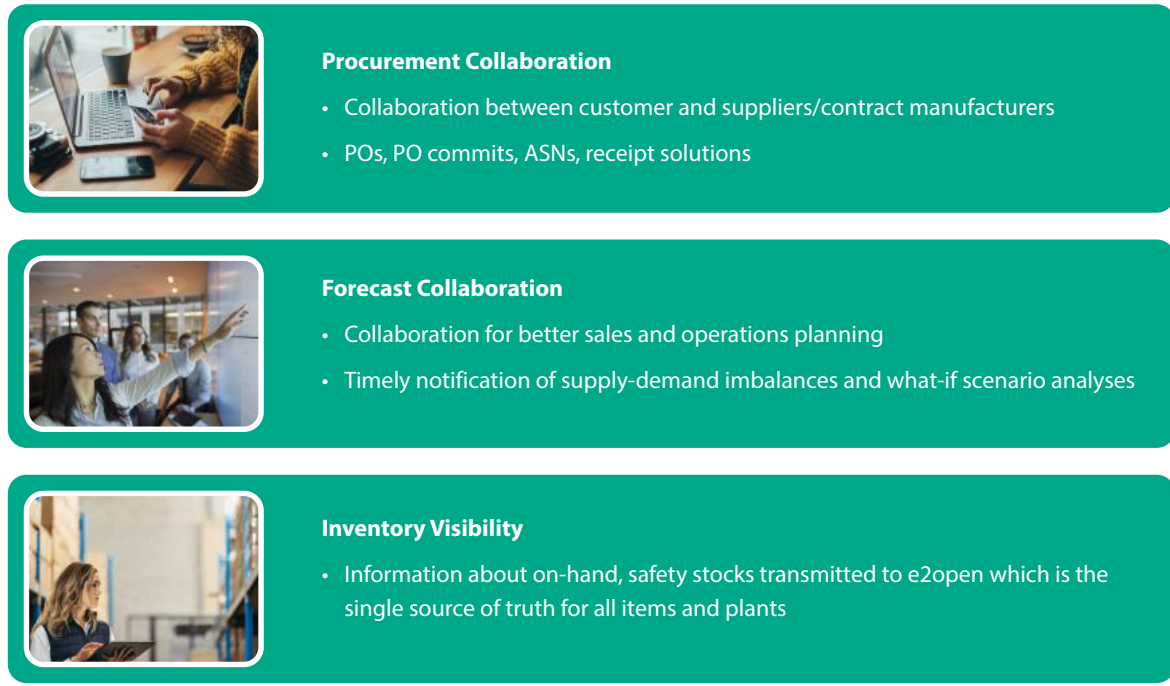 Procurement Collaboration
• Collaboration between customer and suppliers/contract manufacturers
• POs, PO commits, ASNs, receipt solutions
Forecast Collaboration
• Collaboration for better sales and operations planning
• Timely notification of supply-demand imbalances and what-if scenario analyses
Inventory Visibility
• Information about on-hand, safety stocks transmitted to e2open which is the
single source of truth for all items and plants